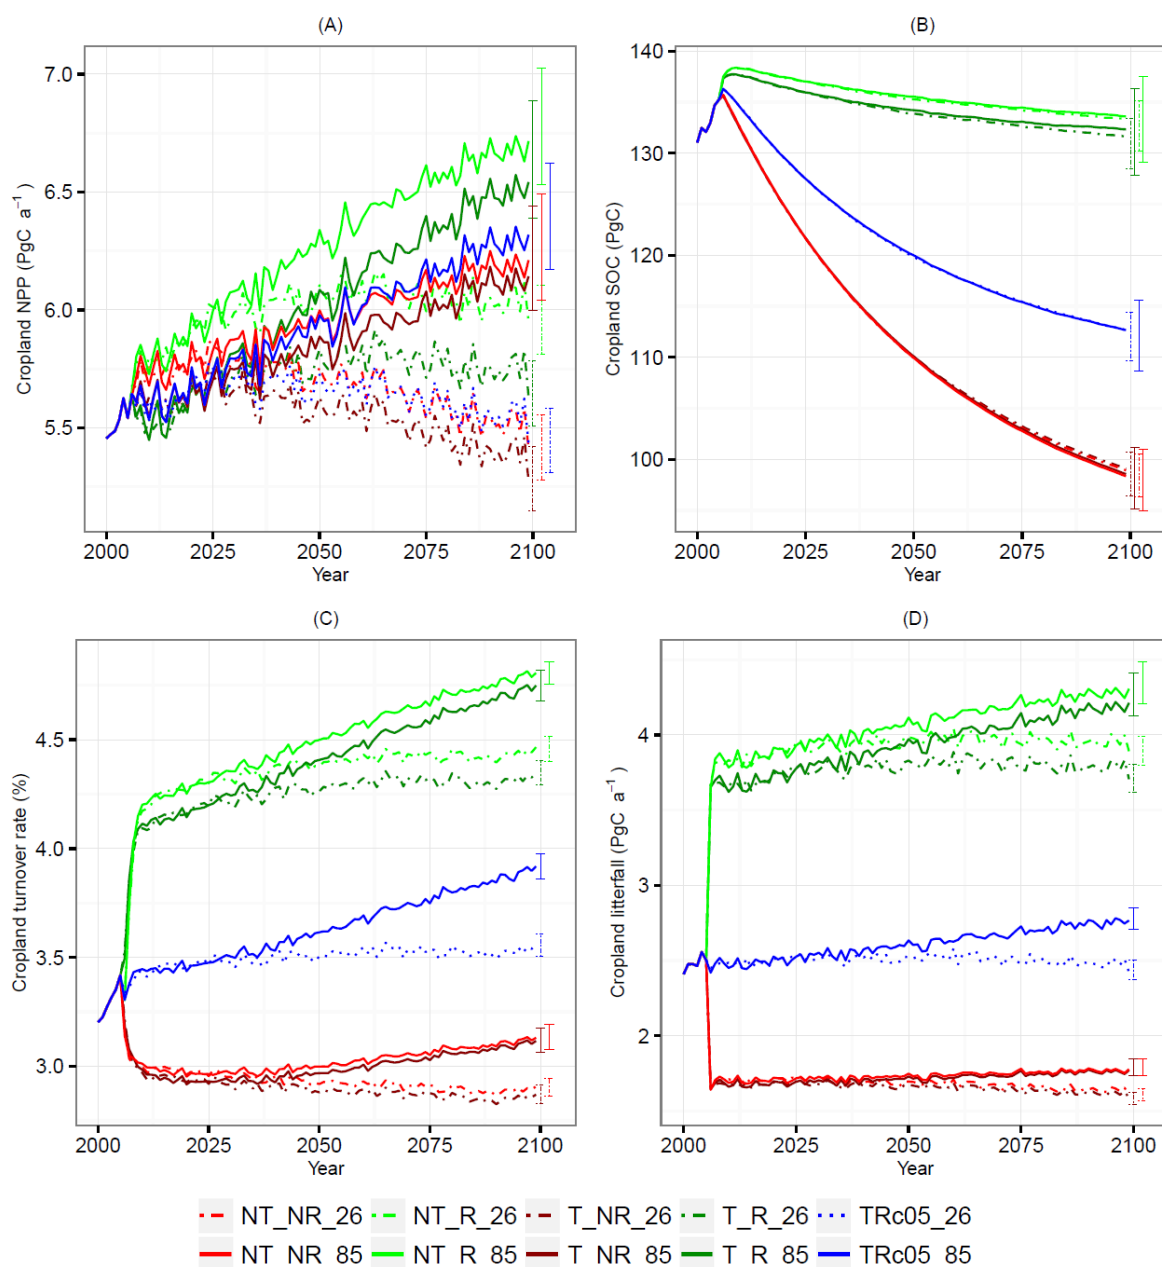 (A)
Cropland NPP (PgC a⁻¹)
7.0
6.5
6.0
5.5
2000 2025 2050 2075 2100
Year
(B)
Cropland SOC (PgC)
140
130
120
110
100
2000 2025 2050 2075 2100
Year
(C)
Cropland turnover rate (%)
4.5
4.0
3.5
3.0
2000 2025 2050 2075 2100
Year
(D)
Cropland litterfall (PgC a⁻¹)
4
3
2
2000 2025 2050 2075 2100
Year
NT_NR_26 NT_R_26 T_NR_26 T_R_26 TRc05_26
NT_NR_85 NT_R_85 T_NR_85 T_R_85 TRc05_85